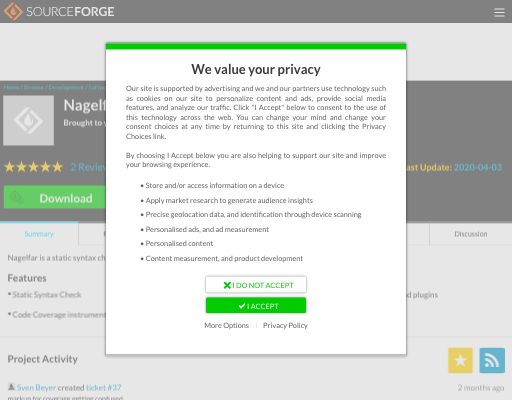 SOURCEFORGE
Home / Browse / Development /
Nagelf
Brought to y
2 Review
Last Update: 2020-04-03
Download
Summary
Discussion
Nagelfar is a static syntax ch
Features
Static Syntax Check
nd plugins
Code Coverage instrument
Project Activity
Sven Beyer created ticket #37
2 months ago
markup for coverage getting confused
We value your privacy
Our site is supported by advertising and we and our partners use technology such
as cookies on our site to personalize content and ads, provide social media
features, and analyze our traffic. Click "I Accept" below to consent to the use
of this technology across the web. You can change your mind and change your
consent choices at any time by returning to this site and clicking the Privacy
Choices link.
By choosing I Accept below you are also helping to support our site and improve
your browsing experience.
• Store and/or access information on a device
• Apply market research to generate audience insights
• Precise geolocation data, and identification through device scanning
• Personalised ads, and ad measurement
• Personalised content
• Content measurement, and product development
I DO NOT ACCEPT
I ACCEPT
More Options | Privacy Policy